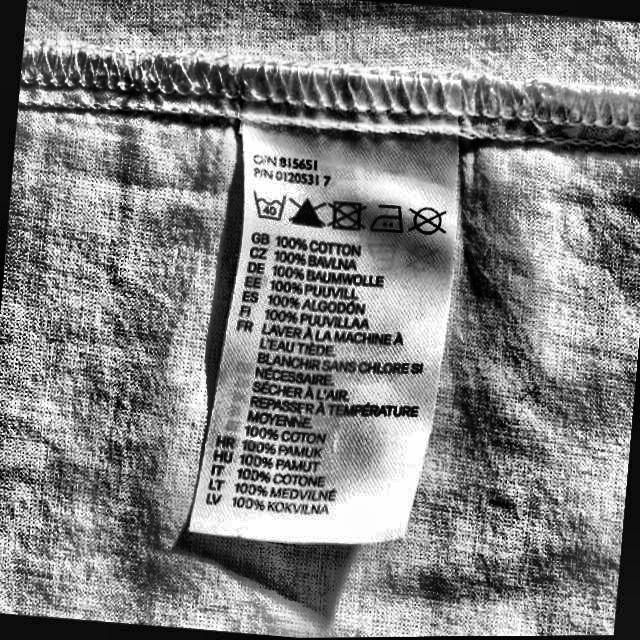 O/N 815651
P/N 0120531 7
40
GB 100% COTTON
CZ 100% BAVLNA
DE 100% BAUMWOLLE
EE 100% PUUVILL
ES 100% ALGODÓN
FI 100% PUUVILLAA
FR LAVER À LA MACHINE À
L'EAU TIÈDE.
BLANCHIR SANS CHLORE SI
NÉCESSAIRE.
SÉCHER À L'AIR.
REPASSER À TEMPÉRATURE
MOYENNE.
100% COTON
HR 100% PAMUK
HU 100% PAMUT
IT 100% COTONE
LT 100% MEDVILNĖ
LV 100% KOKVILNA